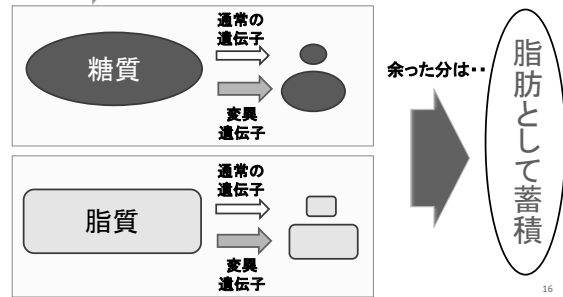 通常の
遺伝子
糖質
変異
遺伝子
通常の
遺伝子
脂質
変異
遺伝子
余った分は・・
脂肪として蓄積
16